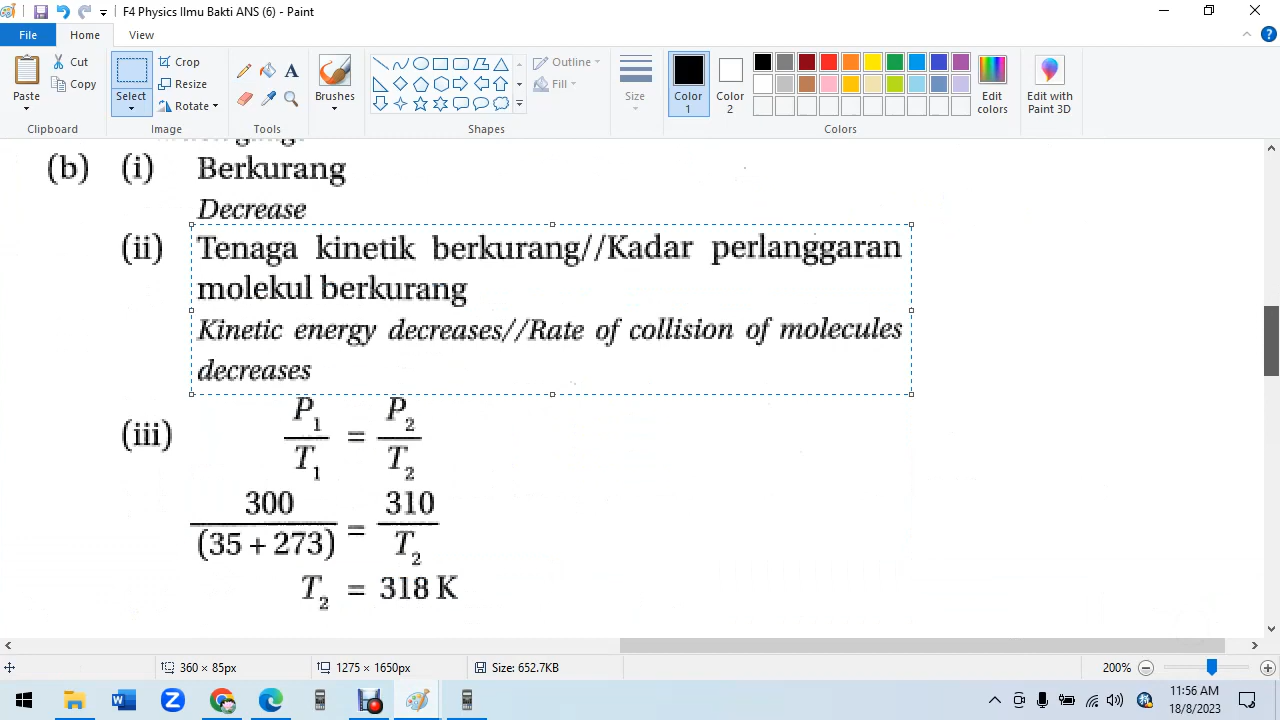 F4 Physics Ilmu Bakti ANS (6) - Paint
File Home View
Paste
Cut
Copy
Clipboard
Select
Crop
Resize
Rotate
Image
A
Tools
Brushes
Shapes
Outline
Fill
Size
Color 1
Color 2
Edit colors
Colors
Edit with Paint 3D
(b) (i) Berkurang
Decrease
(ii) Tenaga kinetik berkurang//Kadar perlanggaran
molekul berkurang
Kinetic energy decreases//Rate of collision of molecules
decreases
(iii) P₁/T₁ = P₂/T₂
300/(35 + 273) = 310/T₂
T₂ = 318 K
360 × 85px 1275 × 1650px Size: 652.7KB 200%
11:56 AM
18/8/2023